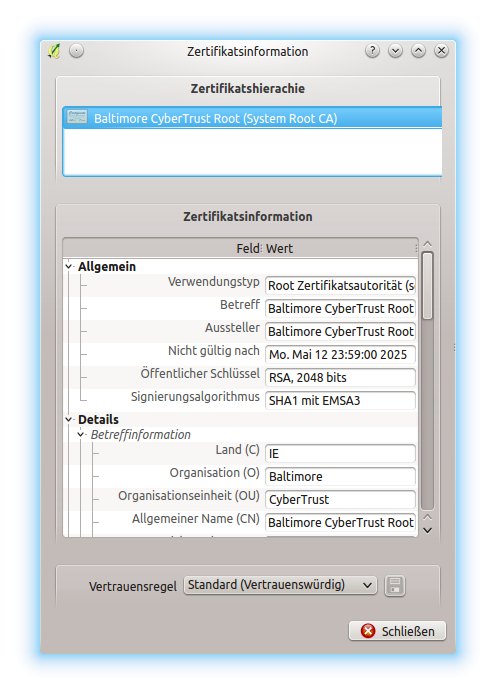 Zertifikatsinformation
Zertifikatshierachie
Baltimore CyberTrust Root (System Root CA)
Zertifikatsinformation
Feld Wert
Allgemein
Verwendungstyp Root Zertifikatsautorität (s
Betreff Baltimore CyberTrust Root
Aussteller Baltimore CyberTrust Root
Nicht gültig nach Mo. Mai 12 23:59:00 2025
Öffentlicher Schlüssel RSA, 2048 bits
Signierungsalgorithmus SHA1 mit EMSA3
Details
Betreffinformation
Land (C) IE
Organisation (O) Baltimore
Organisationseinheit (OU) CyberTrust
Allgemeiner Name (CN) Baltimore CyberTrust Root
Vertrauensregel Standard (Vertrauenswürdig)
Schließen